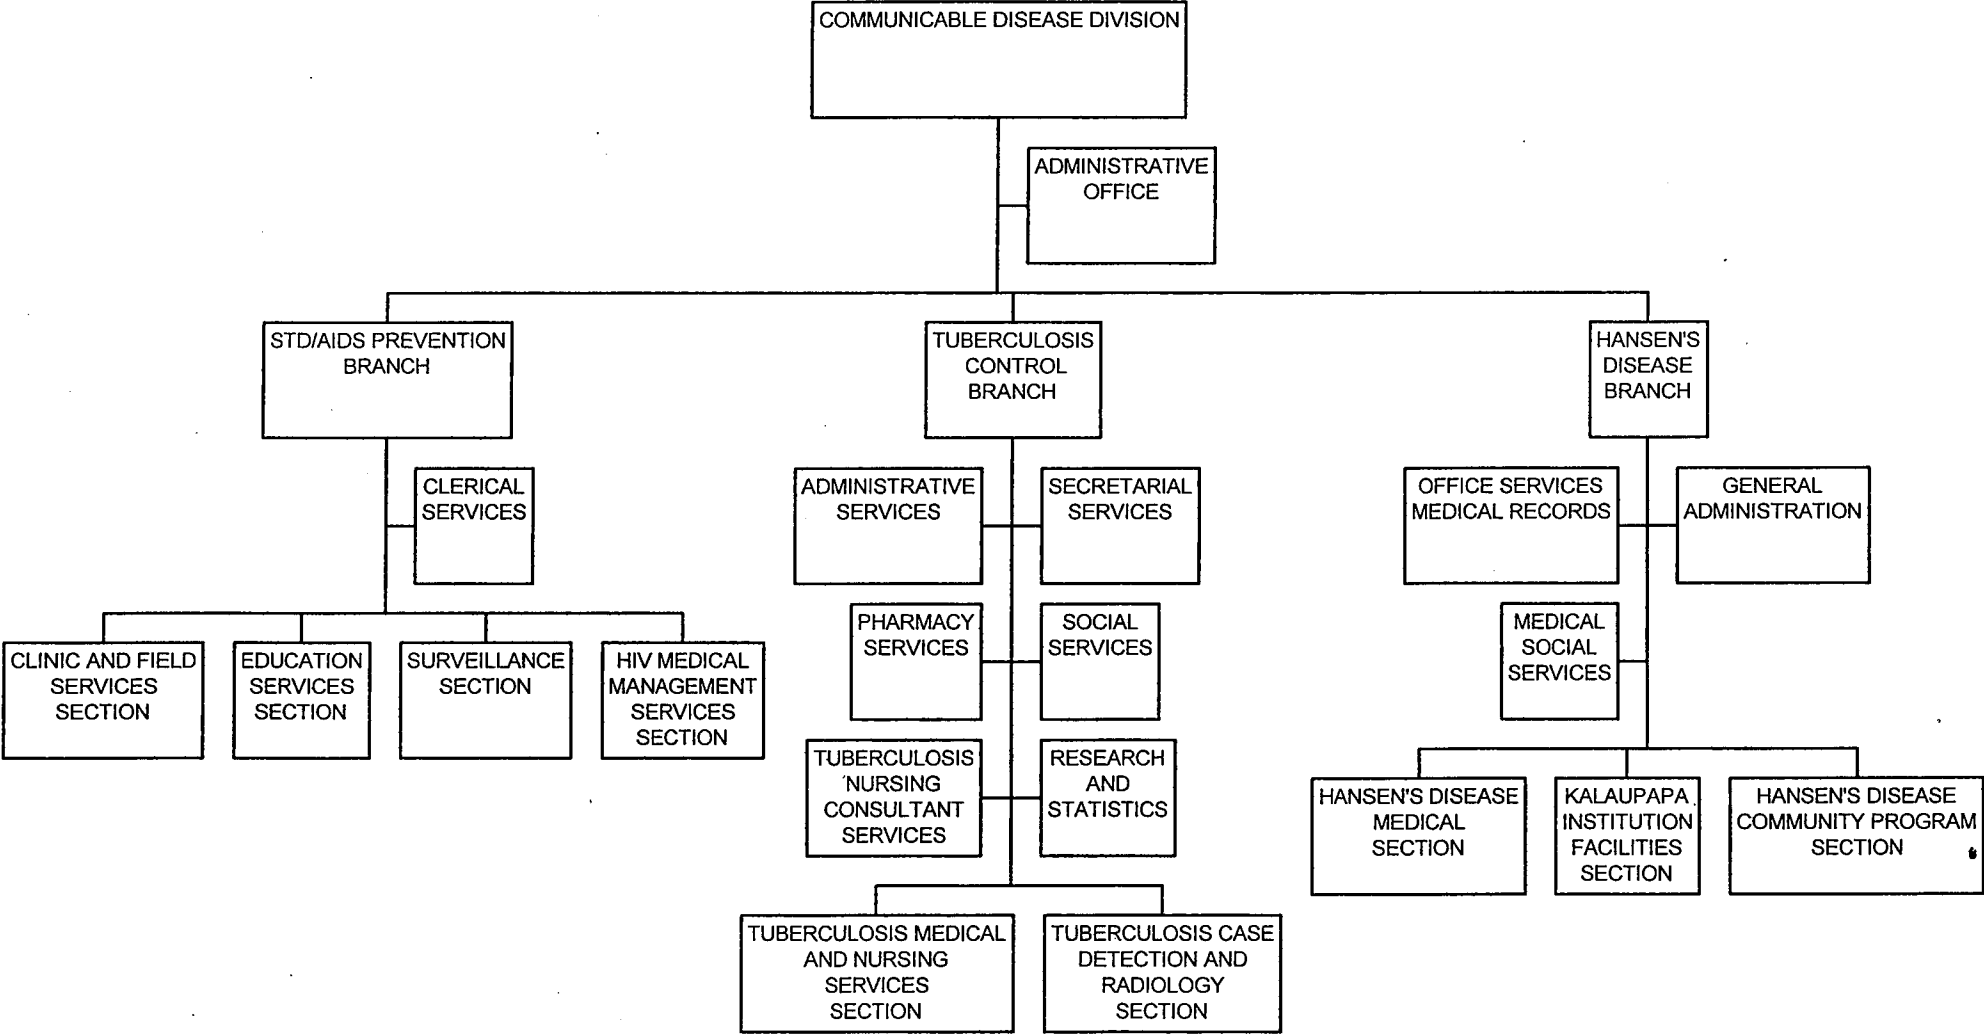 COMMUNICABLE DISEASE DIVISION
ADMINISTRATIVE
OFFICE
STD/AIDS PREVENTION
BRANCH
TUBERCULOSIS
CONTROL
BRANCH
HANSEN'S
DISEASE
BRANCH
CLERICAL
SERVICES
ADMINISTRATIVE
SERVICES
SECRETARIAL
SERVICES
OFFICE SERVICES
MEDICAL RECORDS
GENERAL
ADMINISTRATION
PHARMACY
SERVICES
SOCIAL
SERVICES
MEDICAL
SOCIAL
SERVICES
CLINIC AND FIELD
SERVICES
SECTION
EDUCATION
SERVICES
SECTION
SURVEILLANCE
SECTION
HIV MEDICAL
MANAGEMENT
SERVICES
SECTION
TUBERCULOSIS
NURSING
CONSULTANT
SERVICES
RESEARCH
AND
STATISTICS
HANSEN'S DISEASE
MEDICAL
SECTION
KALAUPAPA
INSTITUTION
FACILITIES
SECTION
HANSEN'S DISEASE
COMMUNITY PROGRAM
SECTION
TUBERCULOSIS MEDICAL
AND NURSING
SERVICES
SECTION
TUBERCULOSIS CASE
DETECTION AND
RADIOLOGY
SECTION